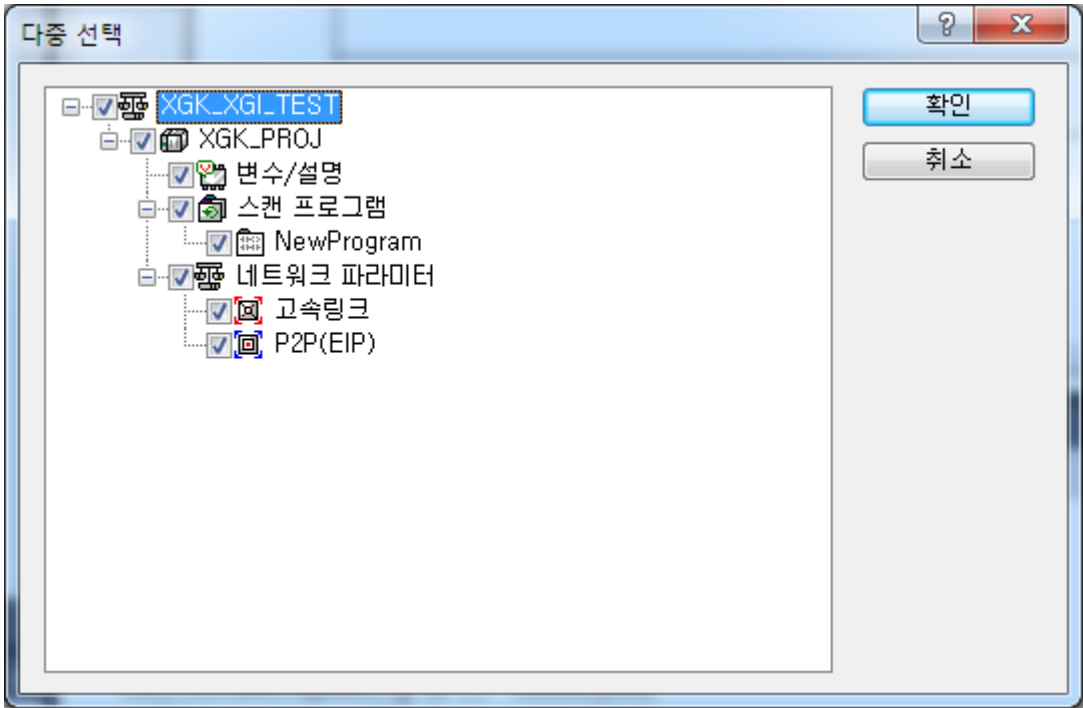 다중 선택
XGK_XGI_TEST
확인
XGK_PROJ
취소
변수/설명
스캔 프로그램
NewProgram
네트워크 파라미터
고속링크
P2P(EIP)